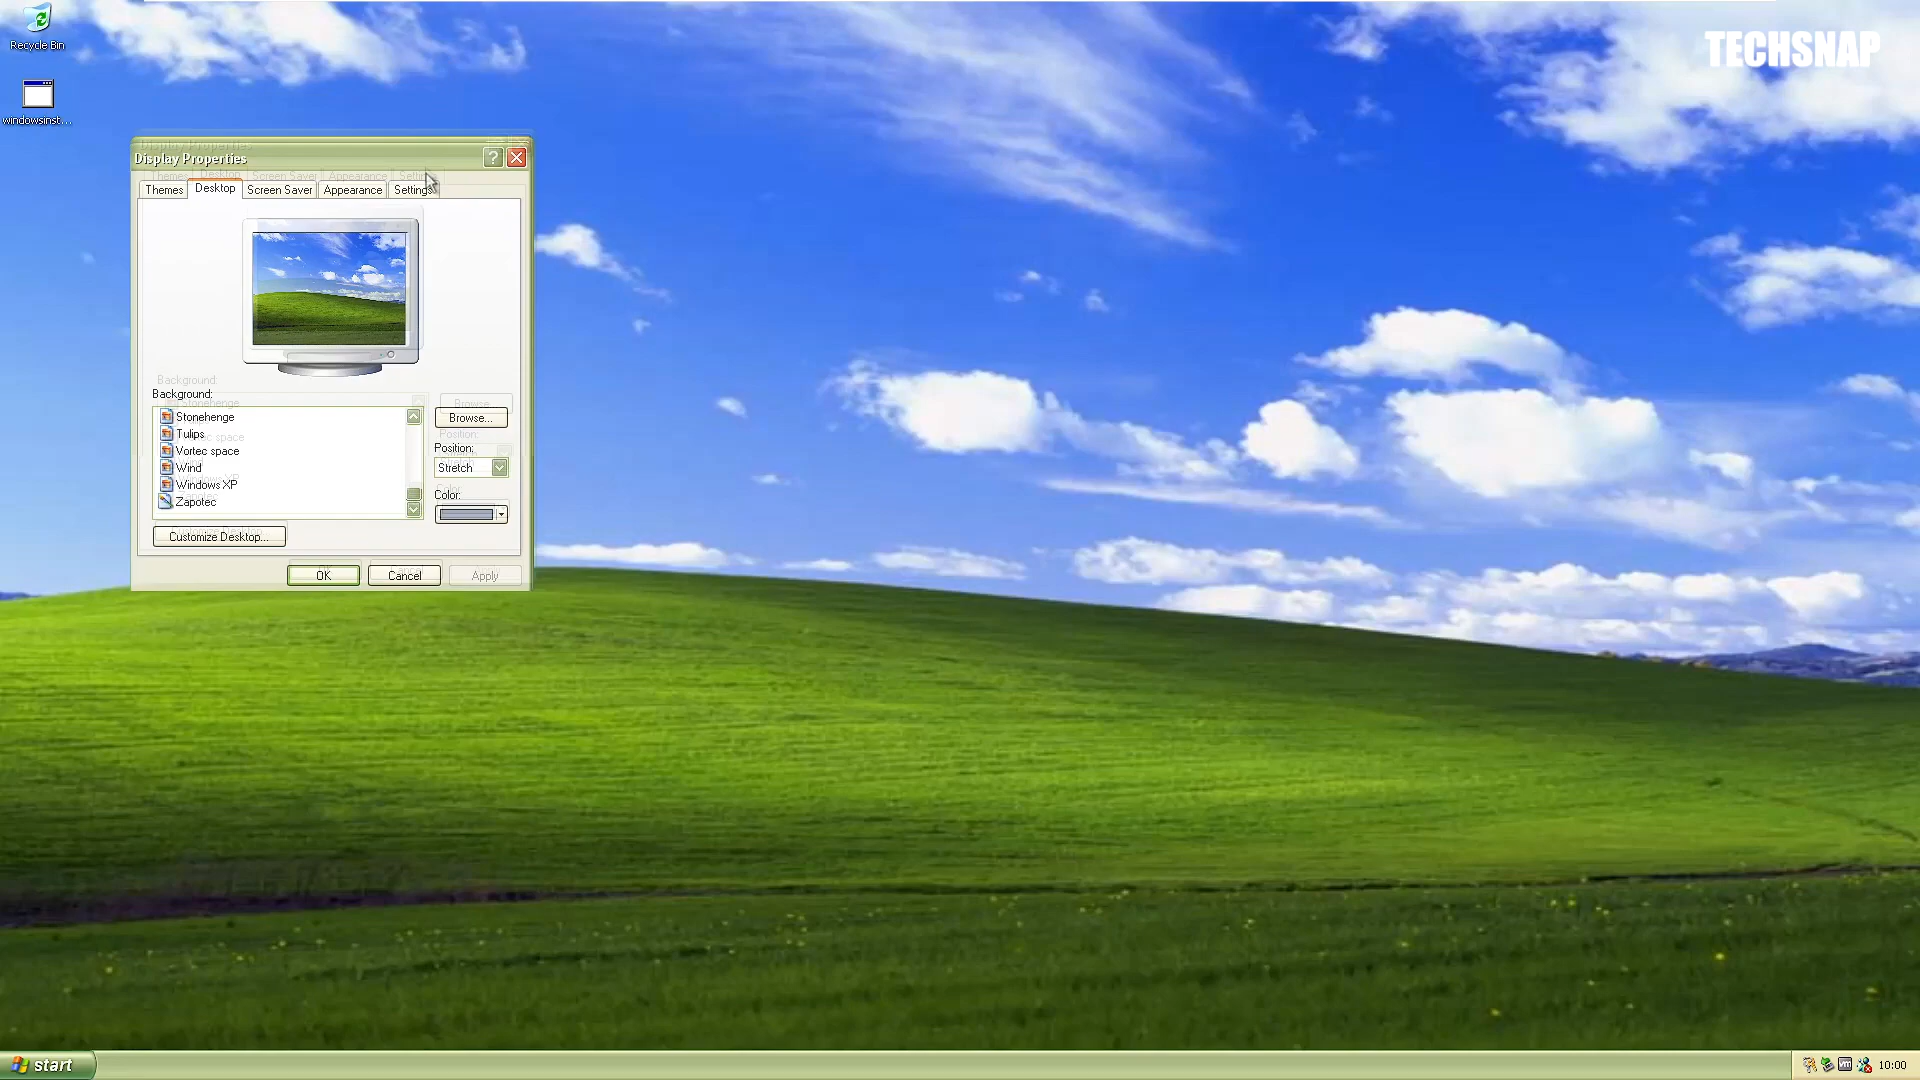 Recycle Bin
TECHSNAP
windowsinst...
Display Properties
Themes
Desktop
Screen Saver
Appearance
Settings
Background:
Stonehenge
Tulips
Vortec space
Wind
Windows XP
Zapotec
Browse...
Position:
Stretch
Color:
Customize Desktop...
OK
Cancel
Apply
start
10:00